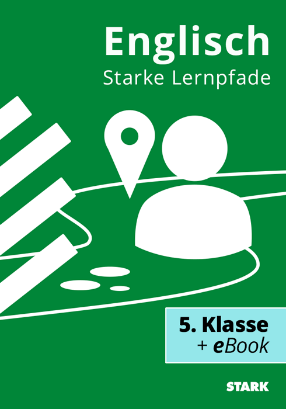 Englisch
Starke Lernpfade
5. Klasse
+ eBook
STARK